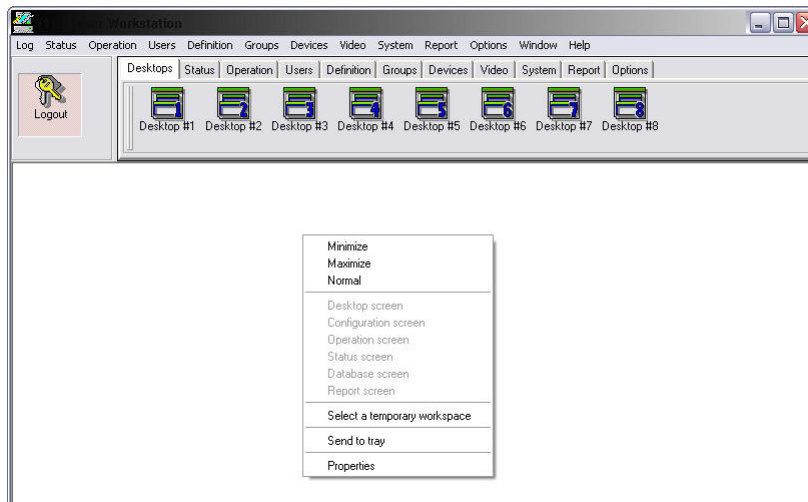 Workstation
Log Status Operation Users Definition Groups Devices Video System Report Options Window Help
Desktops Status Operation Users Definition Groups Devices Video System Report Options
Logout
Desktop #1 Desktop #2 Desktop #3 Desktop #4 Desktop #5 Desktop #6 Desktop #7 Desktop #8
Minimize
Maximize
Normal
Desktop screen
Configuration screen
Operation screen
Status screen
Database screen
Report screen
Select a temporary workspace
Send to tray
Properties